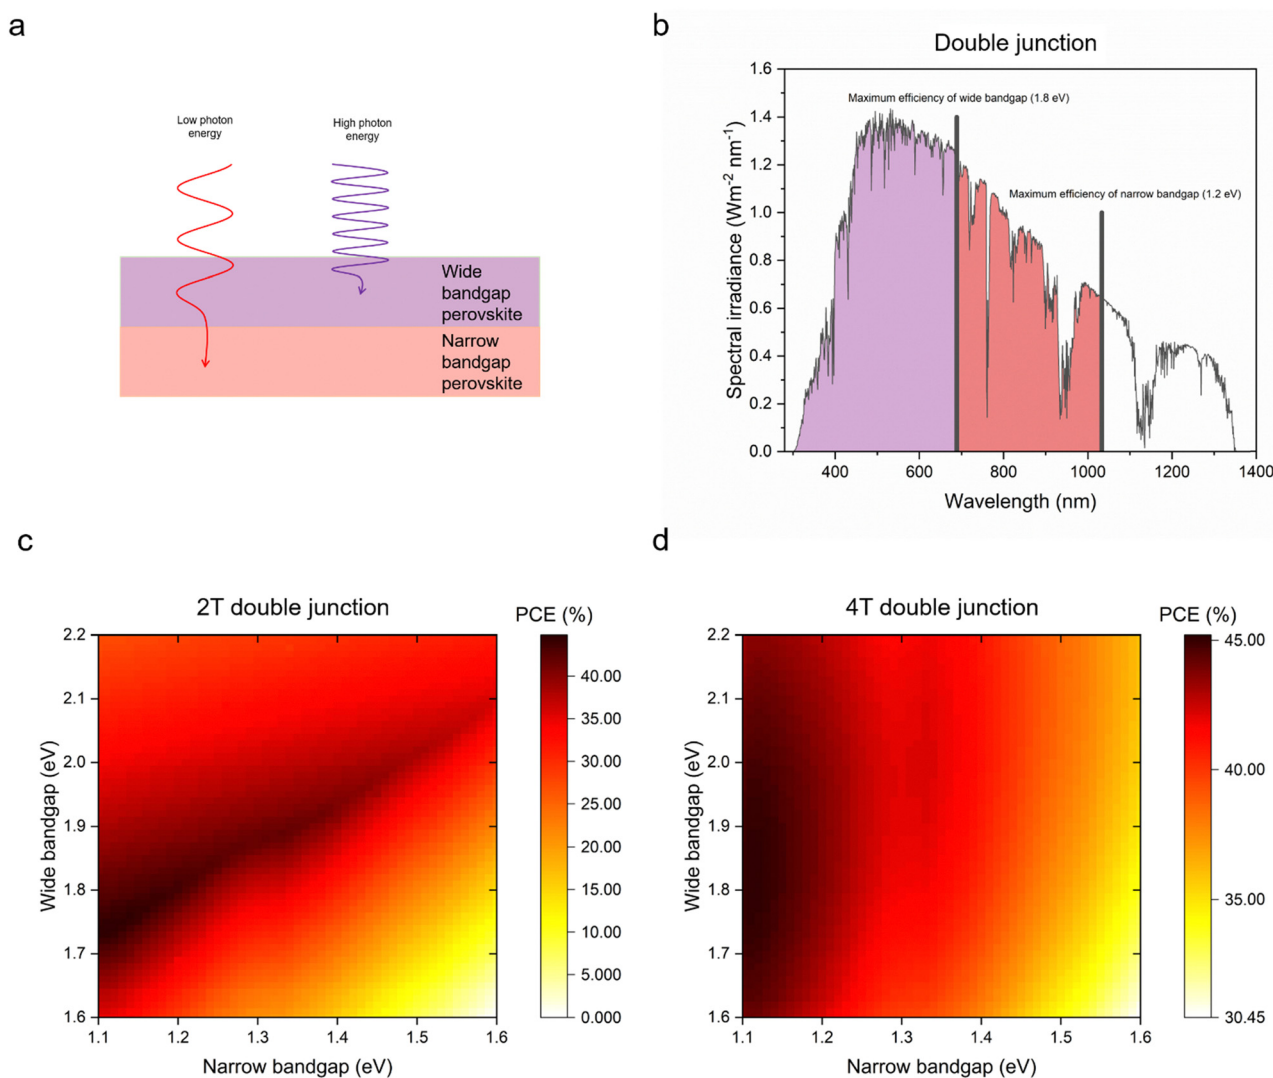 a
Low photon
energy
High photon
energy
Wide
bandgap
perovskite
Narrow
bandgap
perovskite
b
Double junction
1.6
1.4
1.2
1.0
0.8
0.6
0.4
0.2
0.0
Spectral irradiance (Wm⁻² nm⁻¹)
Maximum efficiency of wide bandgap (1.8 eV)
Maximum efficiency of narrow bandgap (1.2 eV)
400 600 800 1000 1200 1400
Wavelength (nm)
c
2T double junction
PCE (%)
2.2
2.1
2.0
1.9
1.8
1.7
1.6
Wide bandgap (eV)
1.1 1.2 1.3 1.4 1.5 1.6
Narrow bandgap (eV)
40.00
35.00
30.00
25.00
20.00
15.00
10.00
5.000
0.000
d
4T double junction
PCE (%)
2.2
2.1
2.0
1.9
1.8
1.7
1.6
Wide bandgap (eV)
1.1 1.2 1.3 1.4 1.5 1.6
Narrow bandgap (eV)
45.00
40.00
35.00
30.45